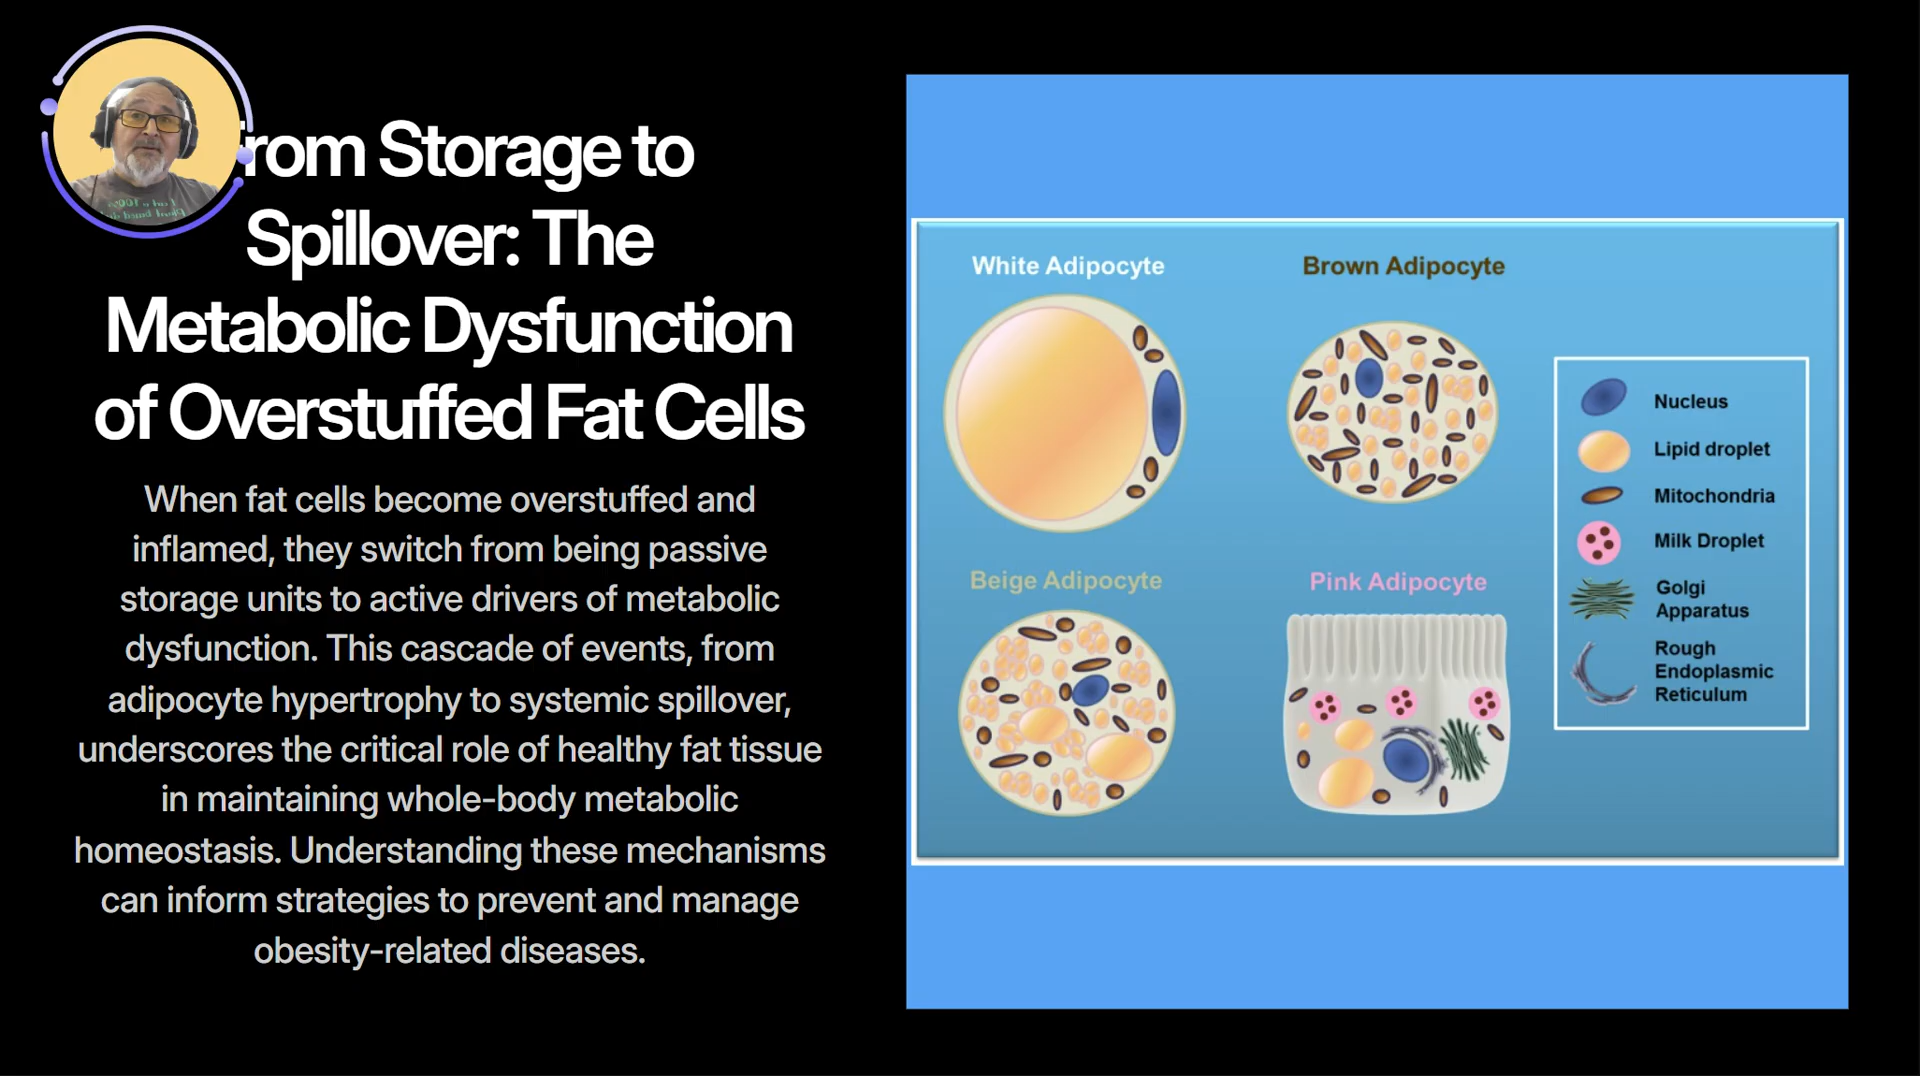 rom Storage to
Spillover: The
Metabolic Dysfunction
of Overstuffed Fat Cells
When fat cells become overstuffed and
inflamed, they switch from being passive
storage units to active drivers of metabolic
dysfunction. This cascade of events, from
adipocyte hypertrophy to systemic spillover,
underscores the critical role of healthy fat tissue
in maintaining whole-body metabolic
homeostasis. Understanding these mechanisms
can inform strategies to prevent and manage
obesity-related diseases.
White Adipocyte
Brown Adipocyte
Beige Adipocyte
Pink Adipocyte
Nucleus
Lipid droplet
Mitochondria
Milk Droplet
Golgi
Apparatus
Rough
Endoplasmic
Reticulum